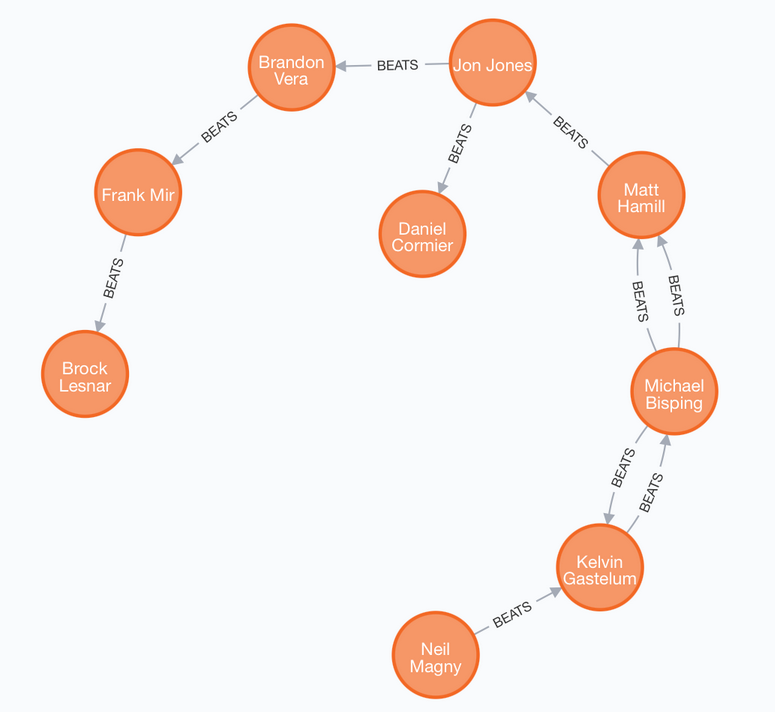 Brandon
Vera
BEATS
Jon Jones
BEATS
BEATS
BEATS
Frank Mir
Matt
Hamill
Daniel
Cormier
BEATS
BEATS
BEATS
Brock
Lesnar
Michael
Bisping
BEATS
BEATS
Kelvin
Gastelum
BEATS
Neil
Magny